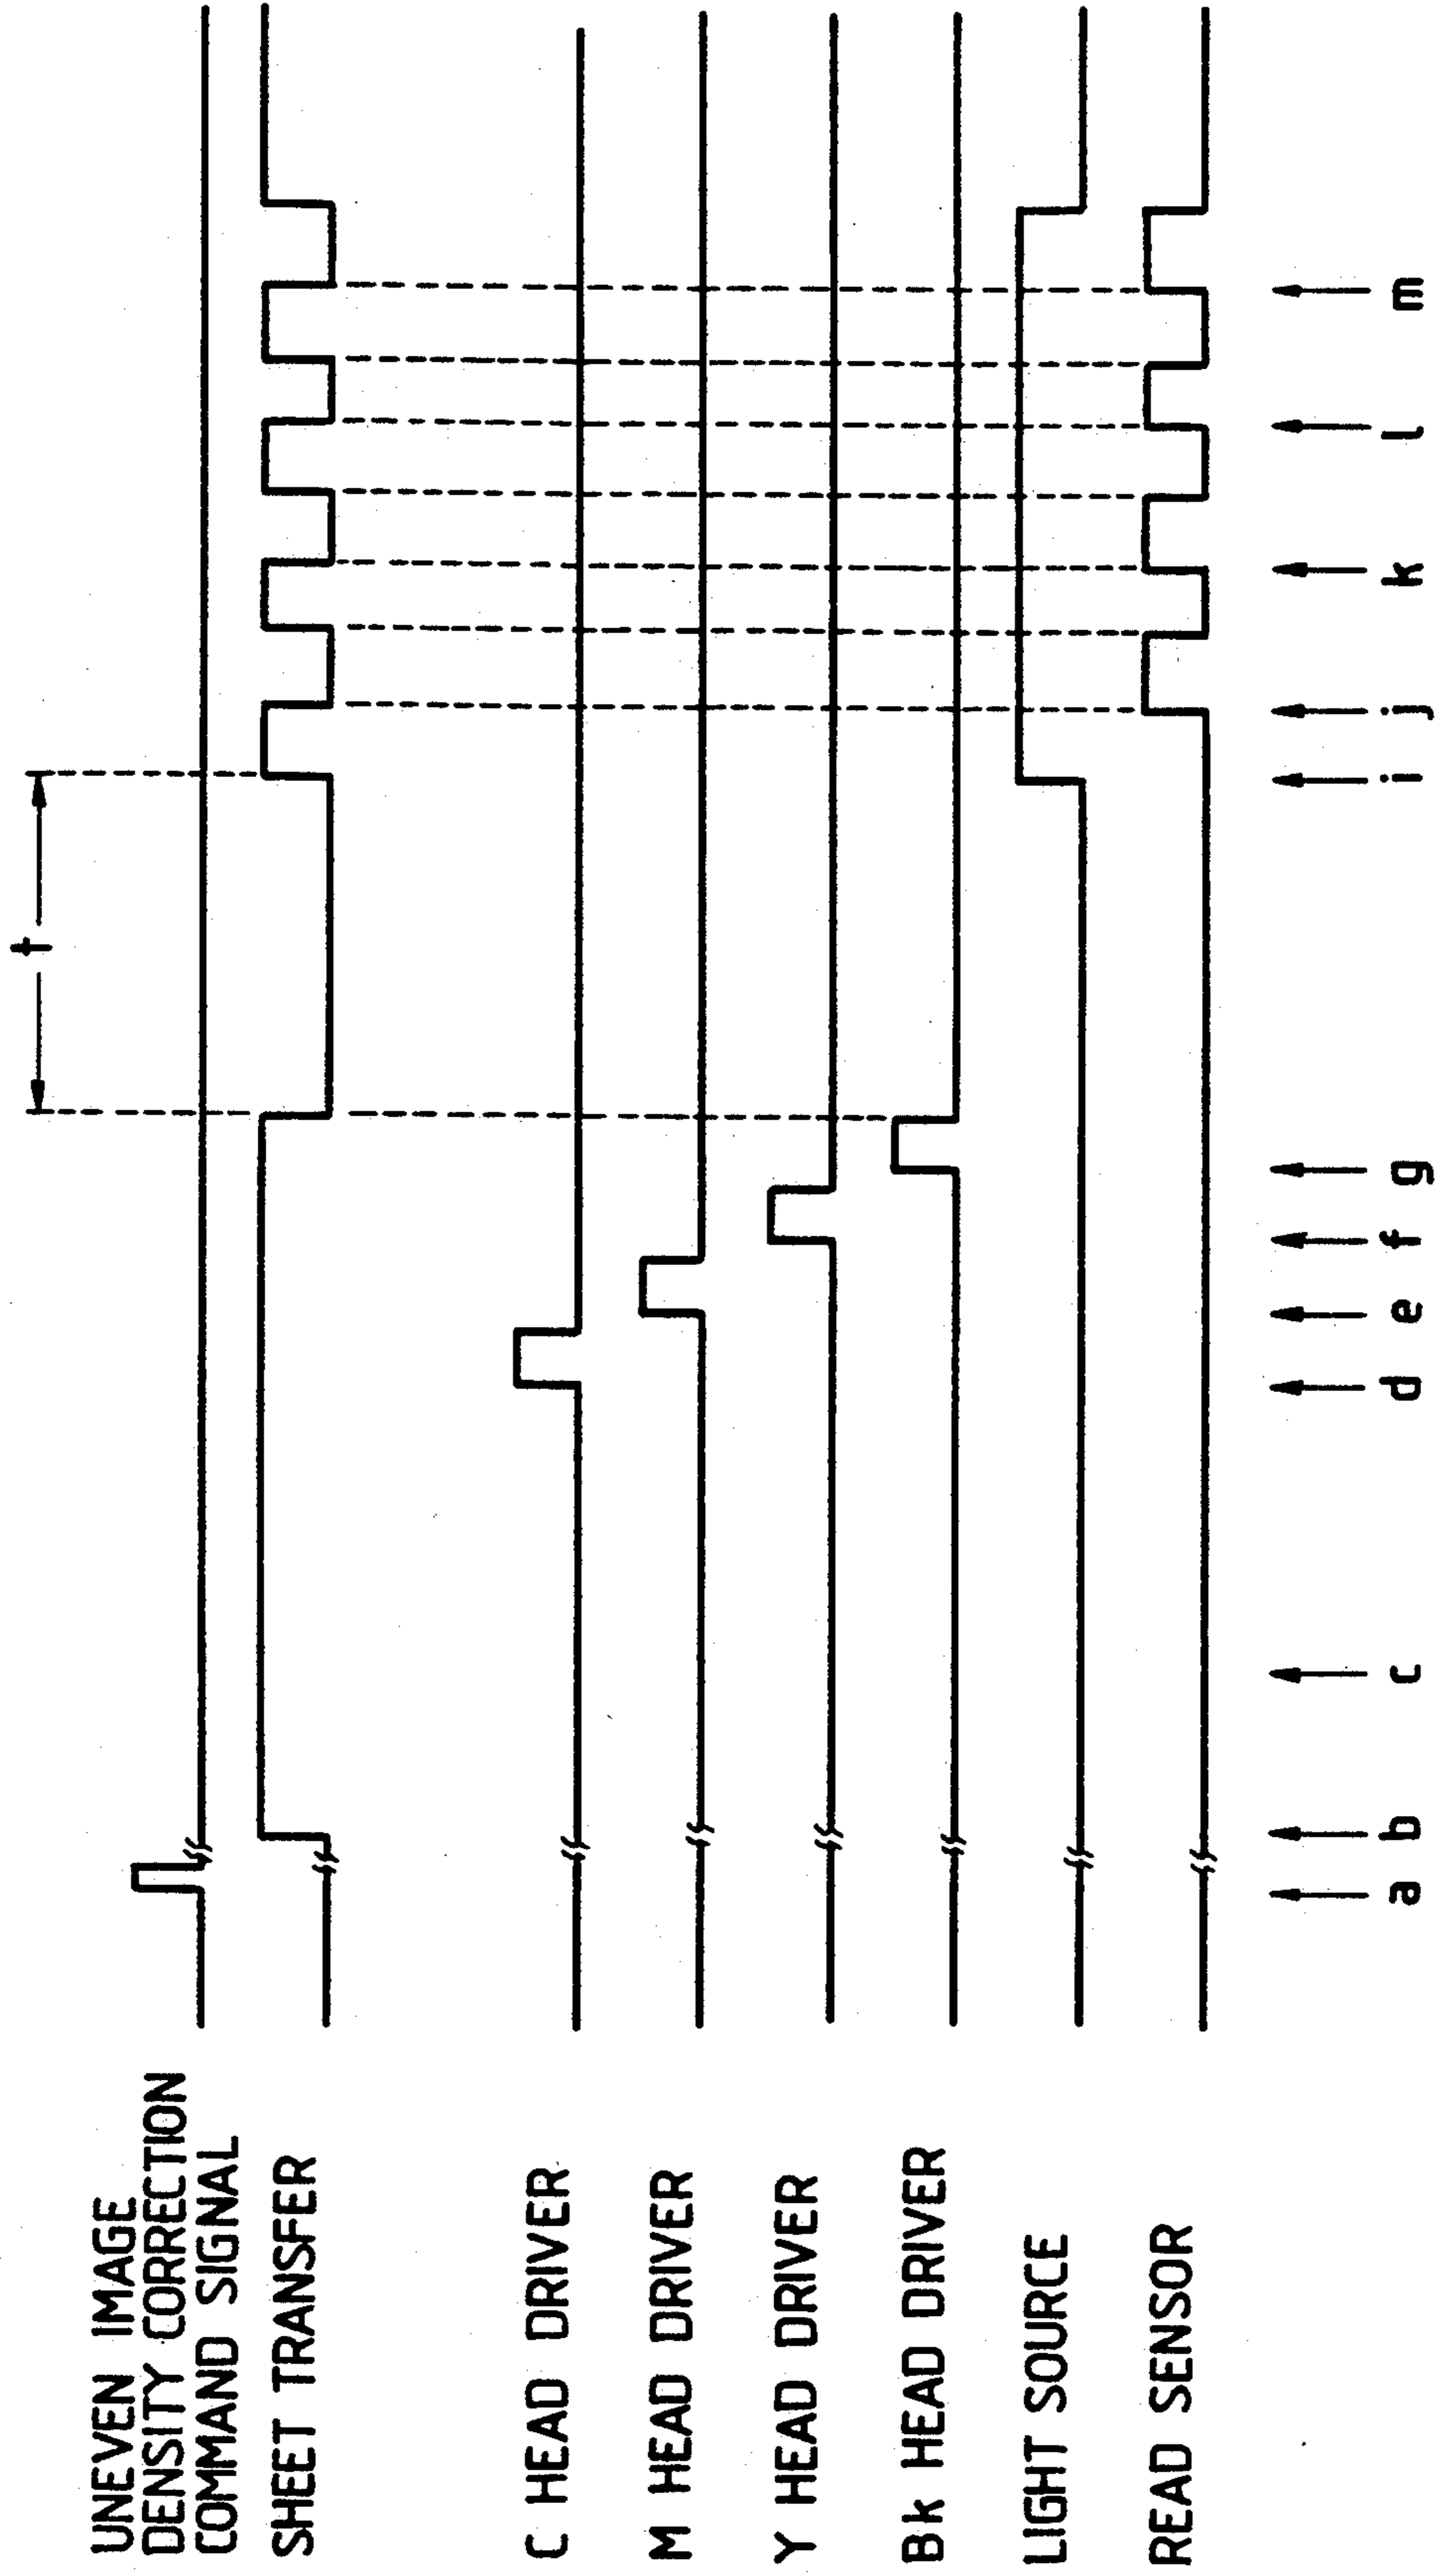 t
UNEVEN IMAGE
DENSITY CORRECTION
COMMAND SIGNAL
SHEET TRANSFER
C HEAD DRIVER
M HEAD DRIVER
Y HEAD DRIVER
Bk HEAD DRIVER
LIGHT SOURCE
READ SENSOR
a b c d e f g i j k l m